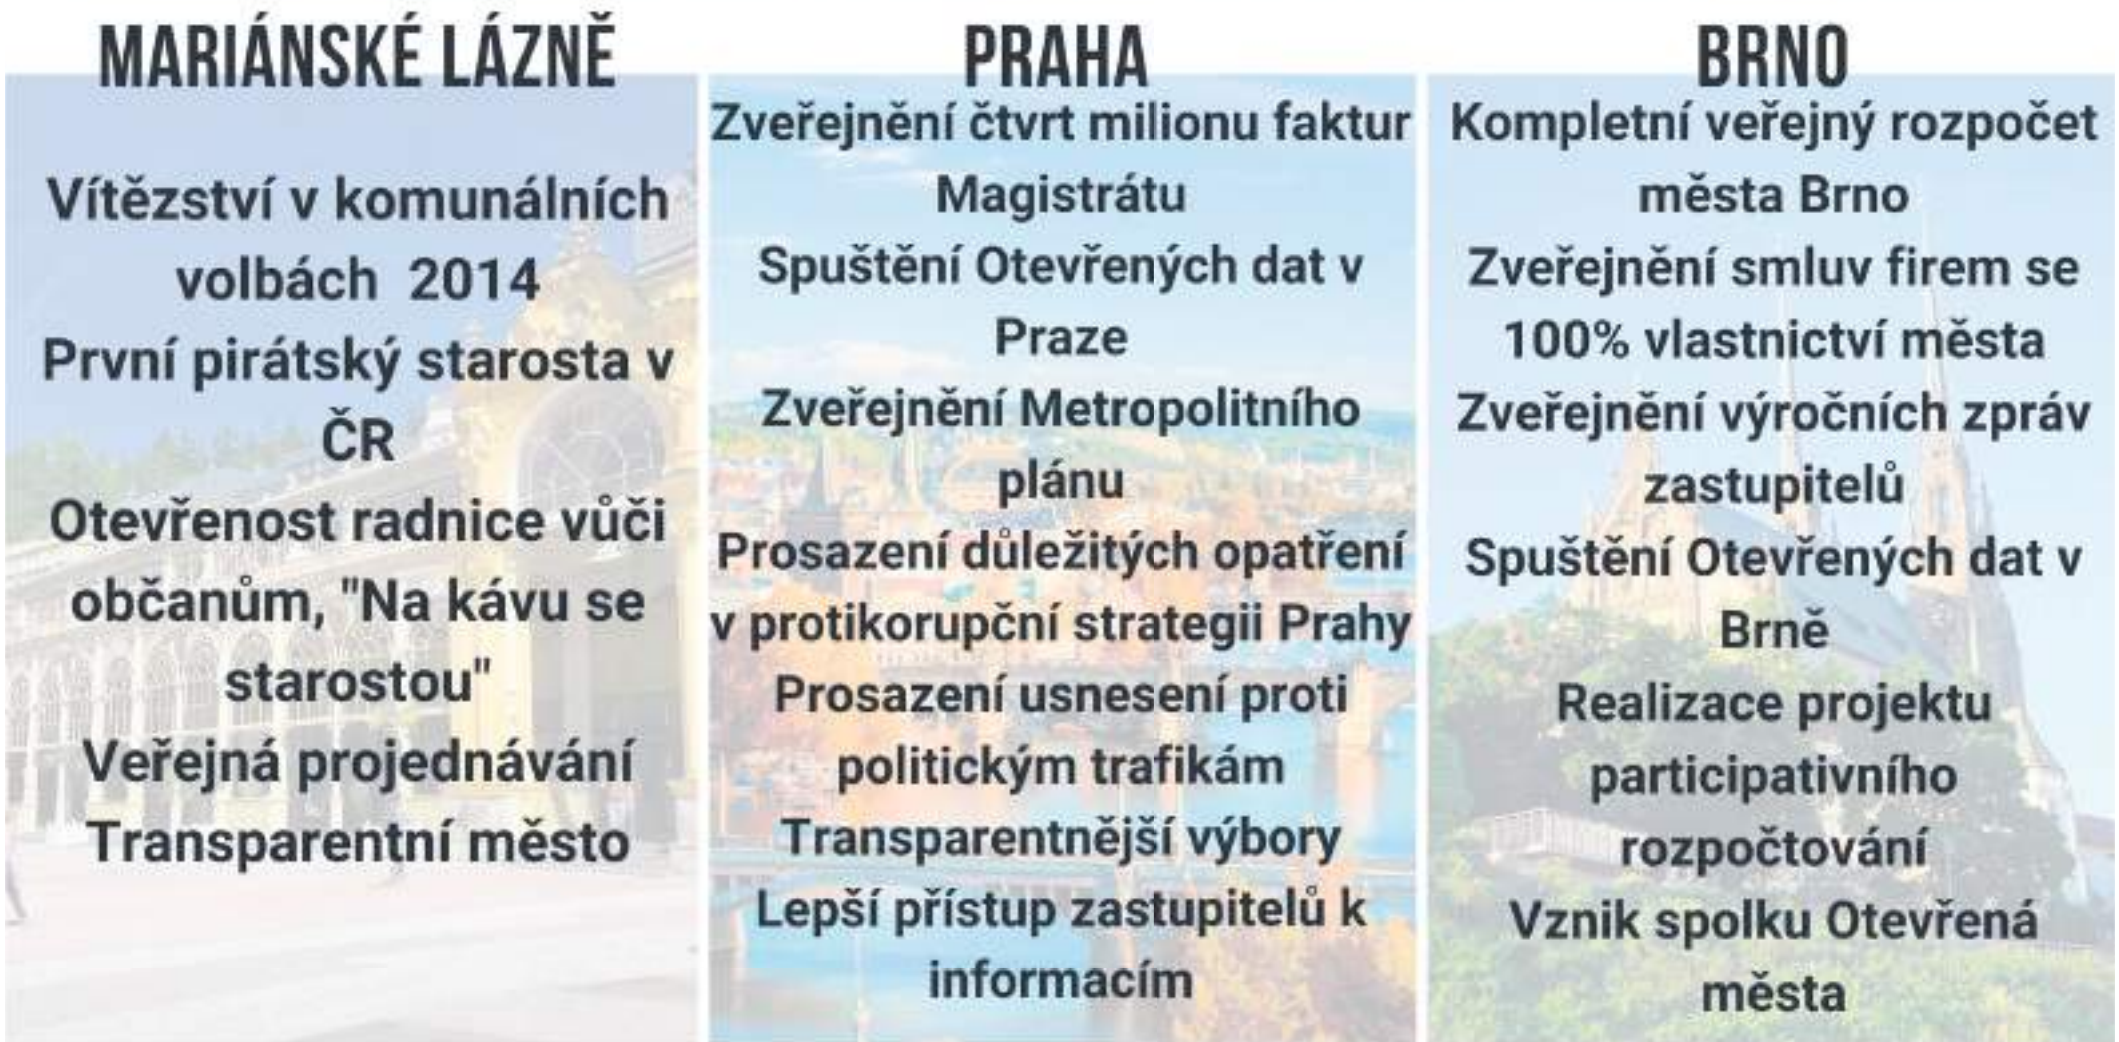 MARIÁNSKÉ LÁZNĚ
Vítězství v komunálních
volbách 2014
První pirátský starosta v
ČR
Otevřenost radnice vůči
občanům, "Na kávu se
starostou"
Veřejná projednávání
Transparentní město
PRAHA
Zveřejnění čtvrt milionu faktur
Magistrátu
Spuštění Otevřených dat v
Praze
Zveřejnění Metropolitního
plánu
Prosazení důležitých opatření
v protikorupční strategii Prahy
Prosazení usnesení proti
politickým trafikám
Transparentnější výbory
Lepší přístup zastupitelů k
informacím
BRNO
Kompletní veřejný rozpočet
města Brno
Zveřejnění smluv firem se
100% vlastnictví města
Zveřejnění výročních zpráv
zastupitelů
Spuštění Otevřených dat v
Brně
Realizace projektu
participativního
rozpočtování
Vznik spolku Otevřená
města